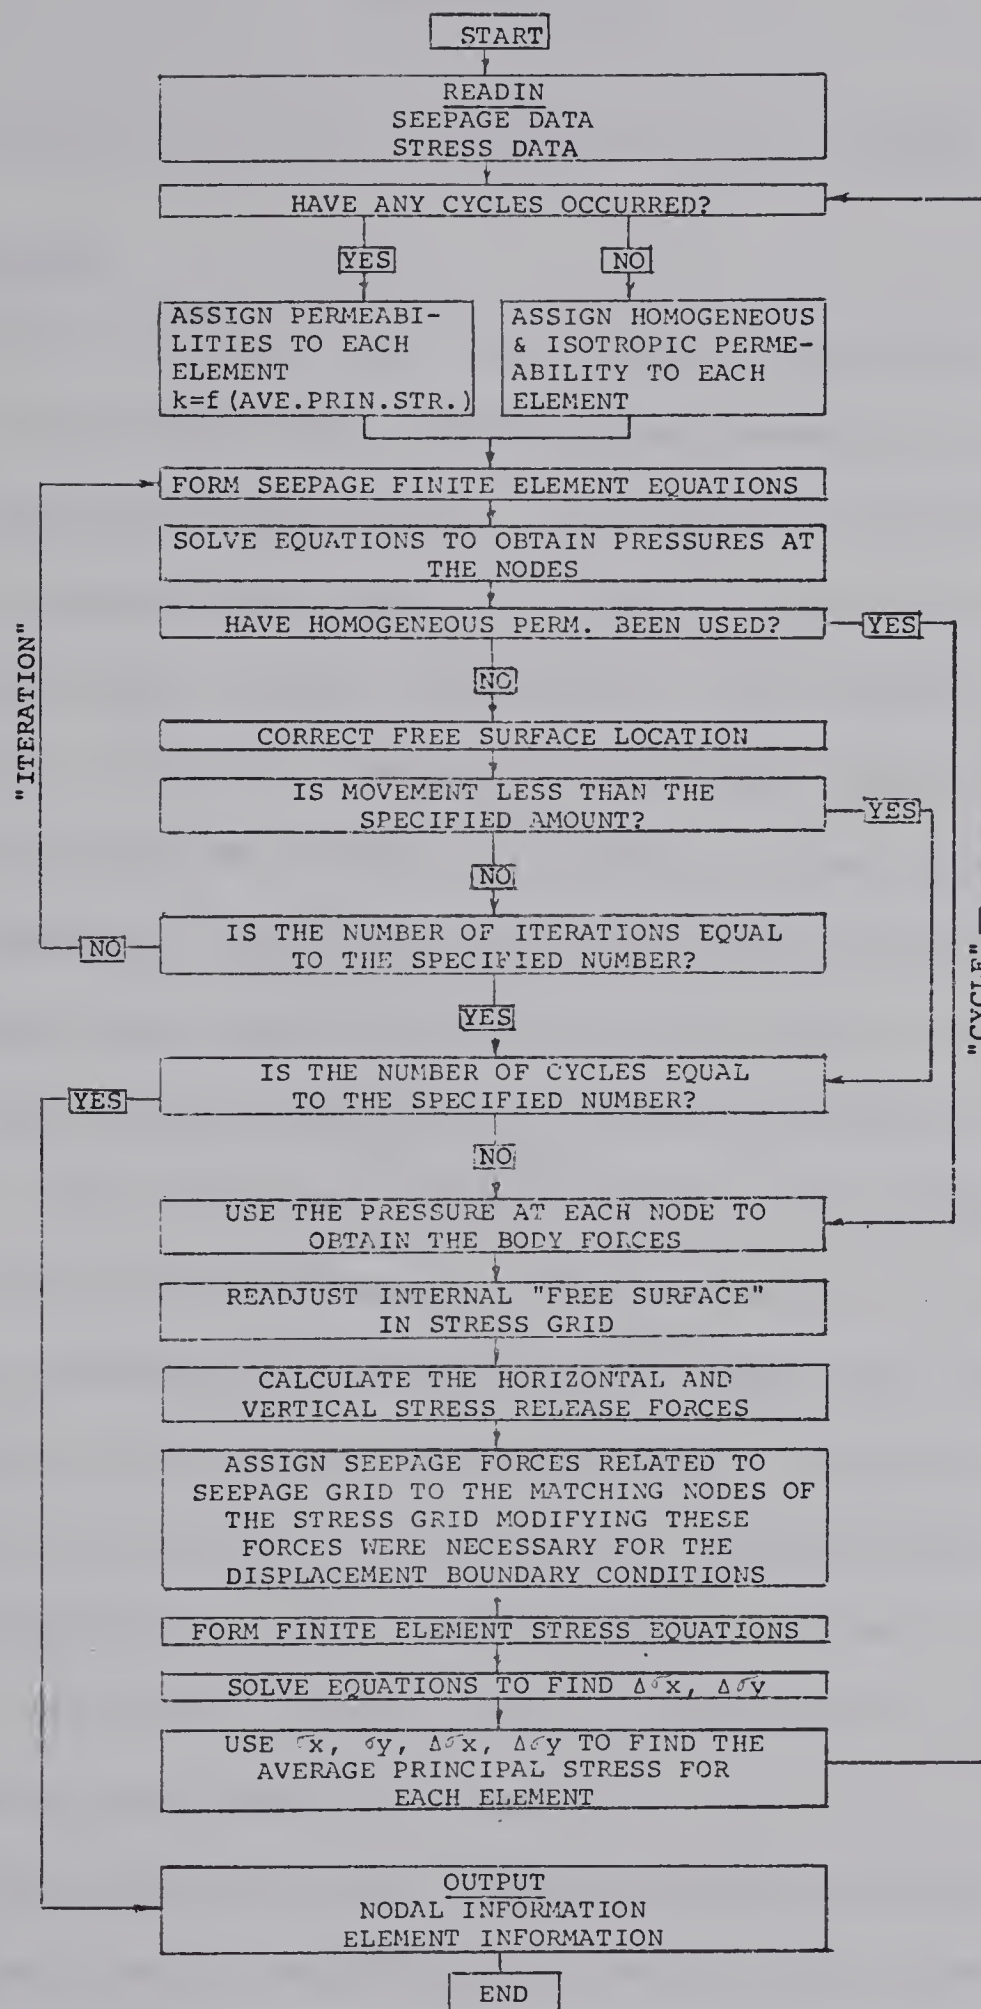 START
READIN
SEEPAGE DATA
STRESS DATA
HAVE ANY CYCLES OCCURRED?
YES
NO
ASSIGN PERMEABI-
LITIES TO EACH
ELEMENT
k=f(AVE.PRIN.STR.)
ASSIGN HOMOGENEOUS
& ISOTROPIC PERME-
ABILITY TO EACH
ELEMENT
FORM SEEPAGE FINITE ELEMENT EQUATIONS
SOLVE EQUATIONS TO OBTAIN PRESSURES AT
THE NODES
HAVE HOMOGENEOUS PERM. BEEN USED?
YES
NO
"ITERATION"
CORRECT FREE SURFACE LOCATION
IS MOVEMENT LESS THAN THE
SPECIFIED AMOUNT?
YES
NO
IS THE NUMBER OF ITERATIONS EQUAL
TO THE SPECIFIED NUMBER?
NO
YES
"CYCLE"
IS THE NUMBER OF CYCLES EQUAL
TO THE SPECIFIED NUMBER?
YES
NO
USE THE PRESSURE AT EACH NODE TO
OBTAIN THE BODY FORCES
READJUST INTERNAL "FREE SURFACE"
IN STRESS GRID
CALCULATE THE HORIZONTAL AND
VERTICAL STRESS RELEASE FORCES
ASSIGN SEEPAGE FORCES RELATED TO
SEEPAGE GRID TO THE MATCHING NODES OF
THE STRESS GRID MODIFYING THESE
FORCES WERE NECESSARY FOR THE
DISPLACEMENT BOUNDARY CONDITIONS
FORM FINITE ELEMENT STRESS EQUATIONS
SOLVE EQUATIONS TO FIND Δσx, Δσy
USE σx, σy, Δσx, Δσy TO FIND THE
AVERAGE PRINCIPAL STRESS FOR
EACH ELEMENT
OUTPUT
NODAL INFORMATION
ELEMENT INFORMATION
END